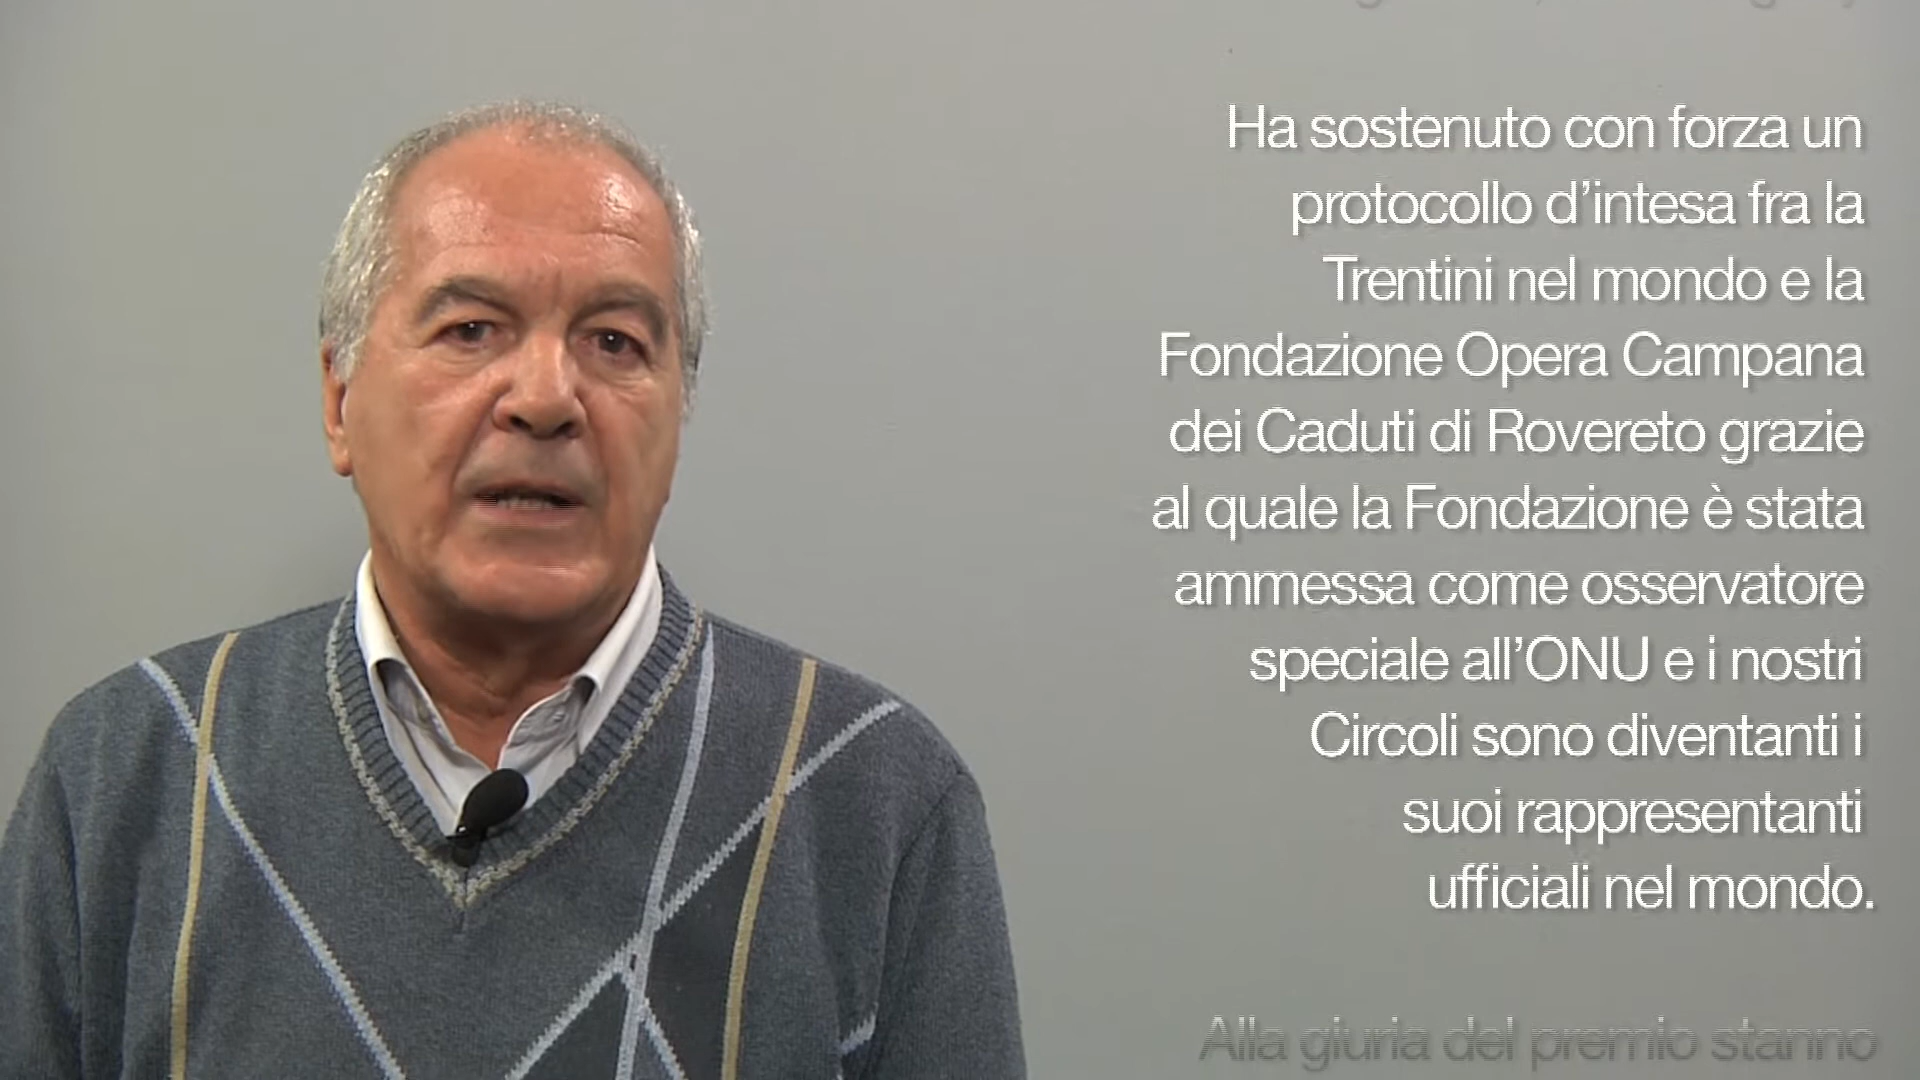 Ha sostenuto con forza un
protocollo d’intesa fra la
Trentini nel mondo e la
Fondazione Opera Campana
dei Caduti di Rovereto grazie
al quale la Fondazione è stata
ammessa come osservatore
speciale all’ONU e i nostri
Circoli sono diventanti i
suoi rappresentanti
ufficiali nel mondo.
Alla giuria del premio stanno